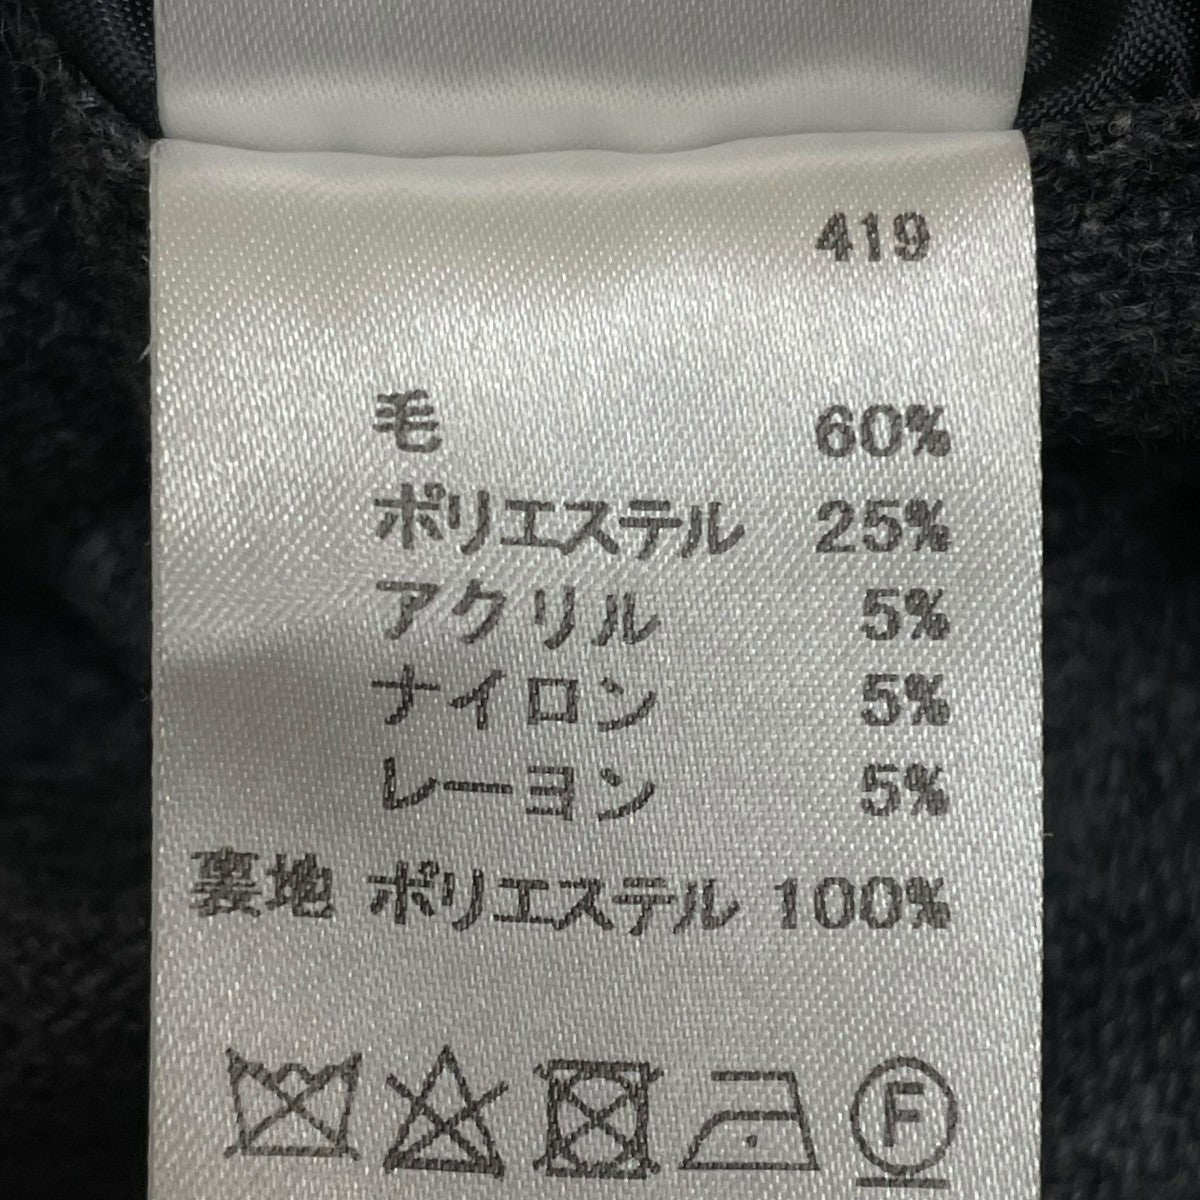 419
毛 60%
ポリエステル 25%
アクリル 5%
ナイロン 5%
レーヨン 5%
裏地 ポリエステル 100%
F